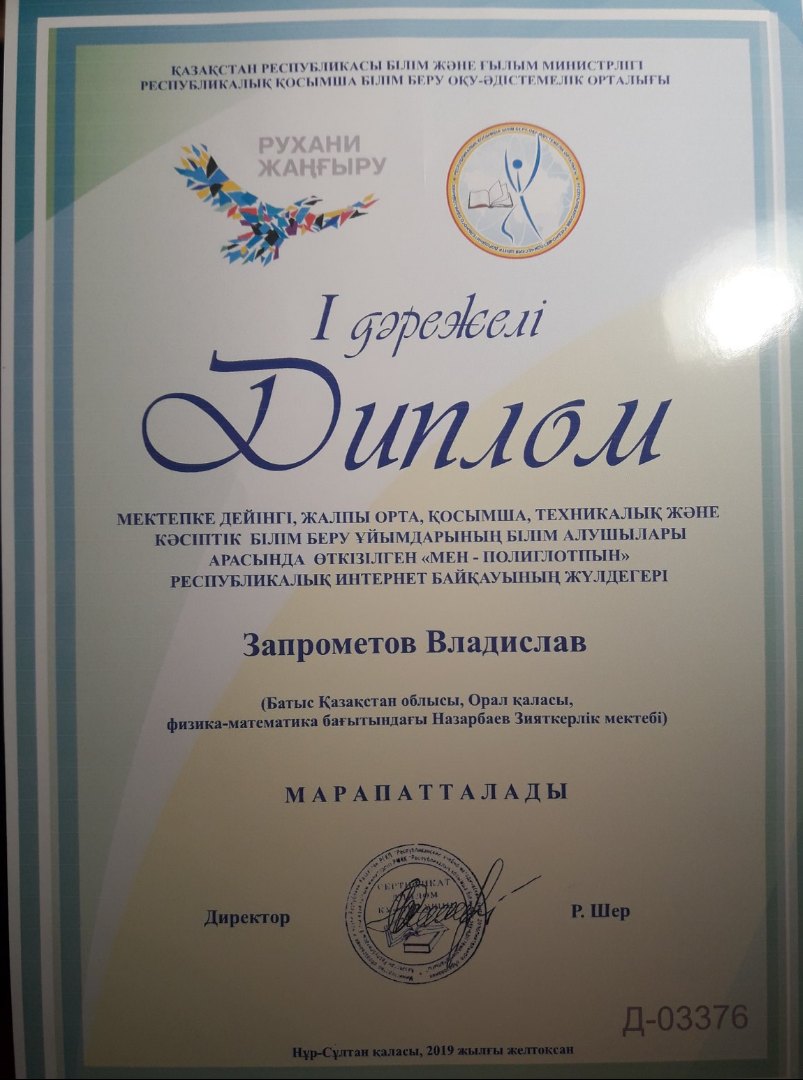 ҚАЗАҚСТАН РЕСПУБЛИКАСЫ БІЛІМ ЖӘНЕ ҒЫЛЫМ МИНИСТРЛІГІ
РЕСПУБЛИКАЛЫҚ ҚОСЫМША БІЛІМ БЕРУ ОҚУ-ӘДІСТЕМЕЛІК ОРТАЛЫҒЫ
РУХАНИ
ЖАҢҒЫРУ
I дәрежелі
Диплом
МЕКТЕПКЕ ДЕЙІНГІ, ЖАЛПЫ ОРТА, ҚОСЫМША, ТЕХНИКАЛЫҚ ЖӘНЕ
КӘСІПТІК БІЛІМ БЕРУ ҰЙЫМДАРЫНЫҢ БІЛІМ АЛУШЫЛАРЫ
АРАСЫНДА ӨТКІЗІЛГЕН «МЕН - ПОЛИГЛОТПЫН»
РЕСПУБЛИКАЛЫҚ ИНТЕРНЕТ БАЙҚАУЫНЫҢ ЖҮЛДЕГЕРІ
Запрометов Владислав
(Батыс Қазақстан облысы, Орал қаласы,
физика-математика бағытындағы Назарбаев Зияткерлік мектебі)
МАРАПАТТАЛАДЫ
СЕРТИФИКАТ
ДИПЛОМ
Директор
Р. Шер
Д-03376
Нұр-Сұлтан қаласы, 2019 жылғы желтоқсан